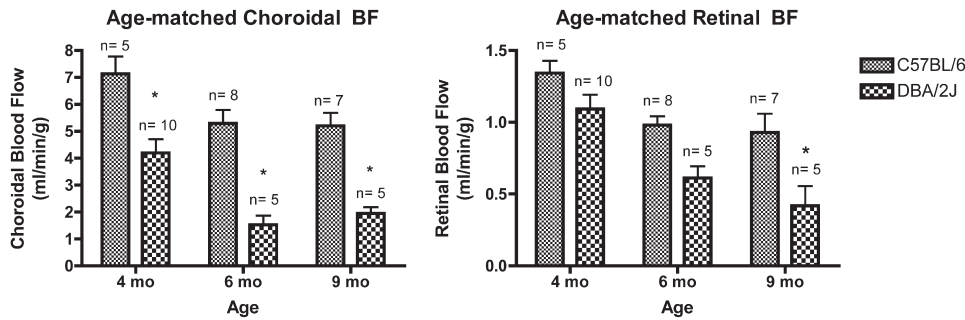 Age-matched Choroidal BF
Choroidal Blood Flow
(ml/min/g)
8
7
6
5
4
3
2
1
0
n= 5
*
n= 10
n= 8
*
n= 5
n= 7
*
n= 5
4 mo
6 mo
9 mo
Age
Age-matched Retinal BF
Retinal Blood Flow
(ml/min/g)
1.5
1.0
0.5
0.0
n= 5
n= 10
n= 8
n= 5
n= 7
*
n= 5
4 mo
6 mo
9 mo
Age
C57BL/6
DBA/2J